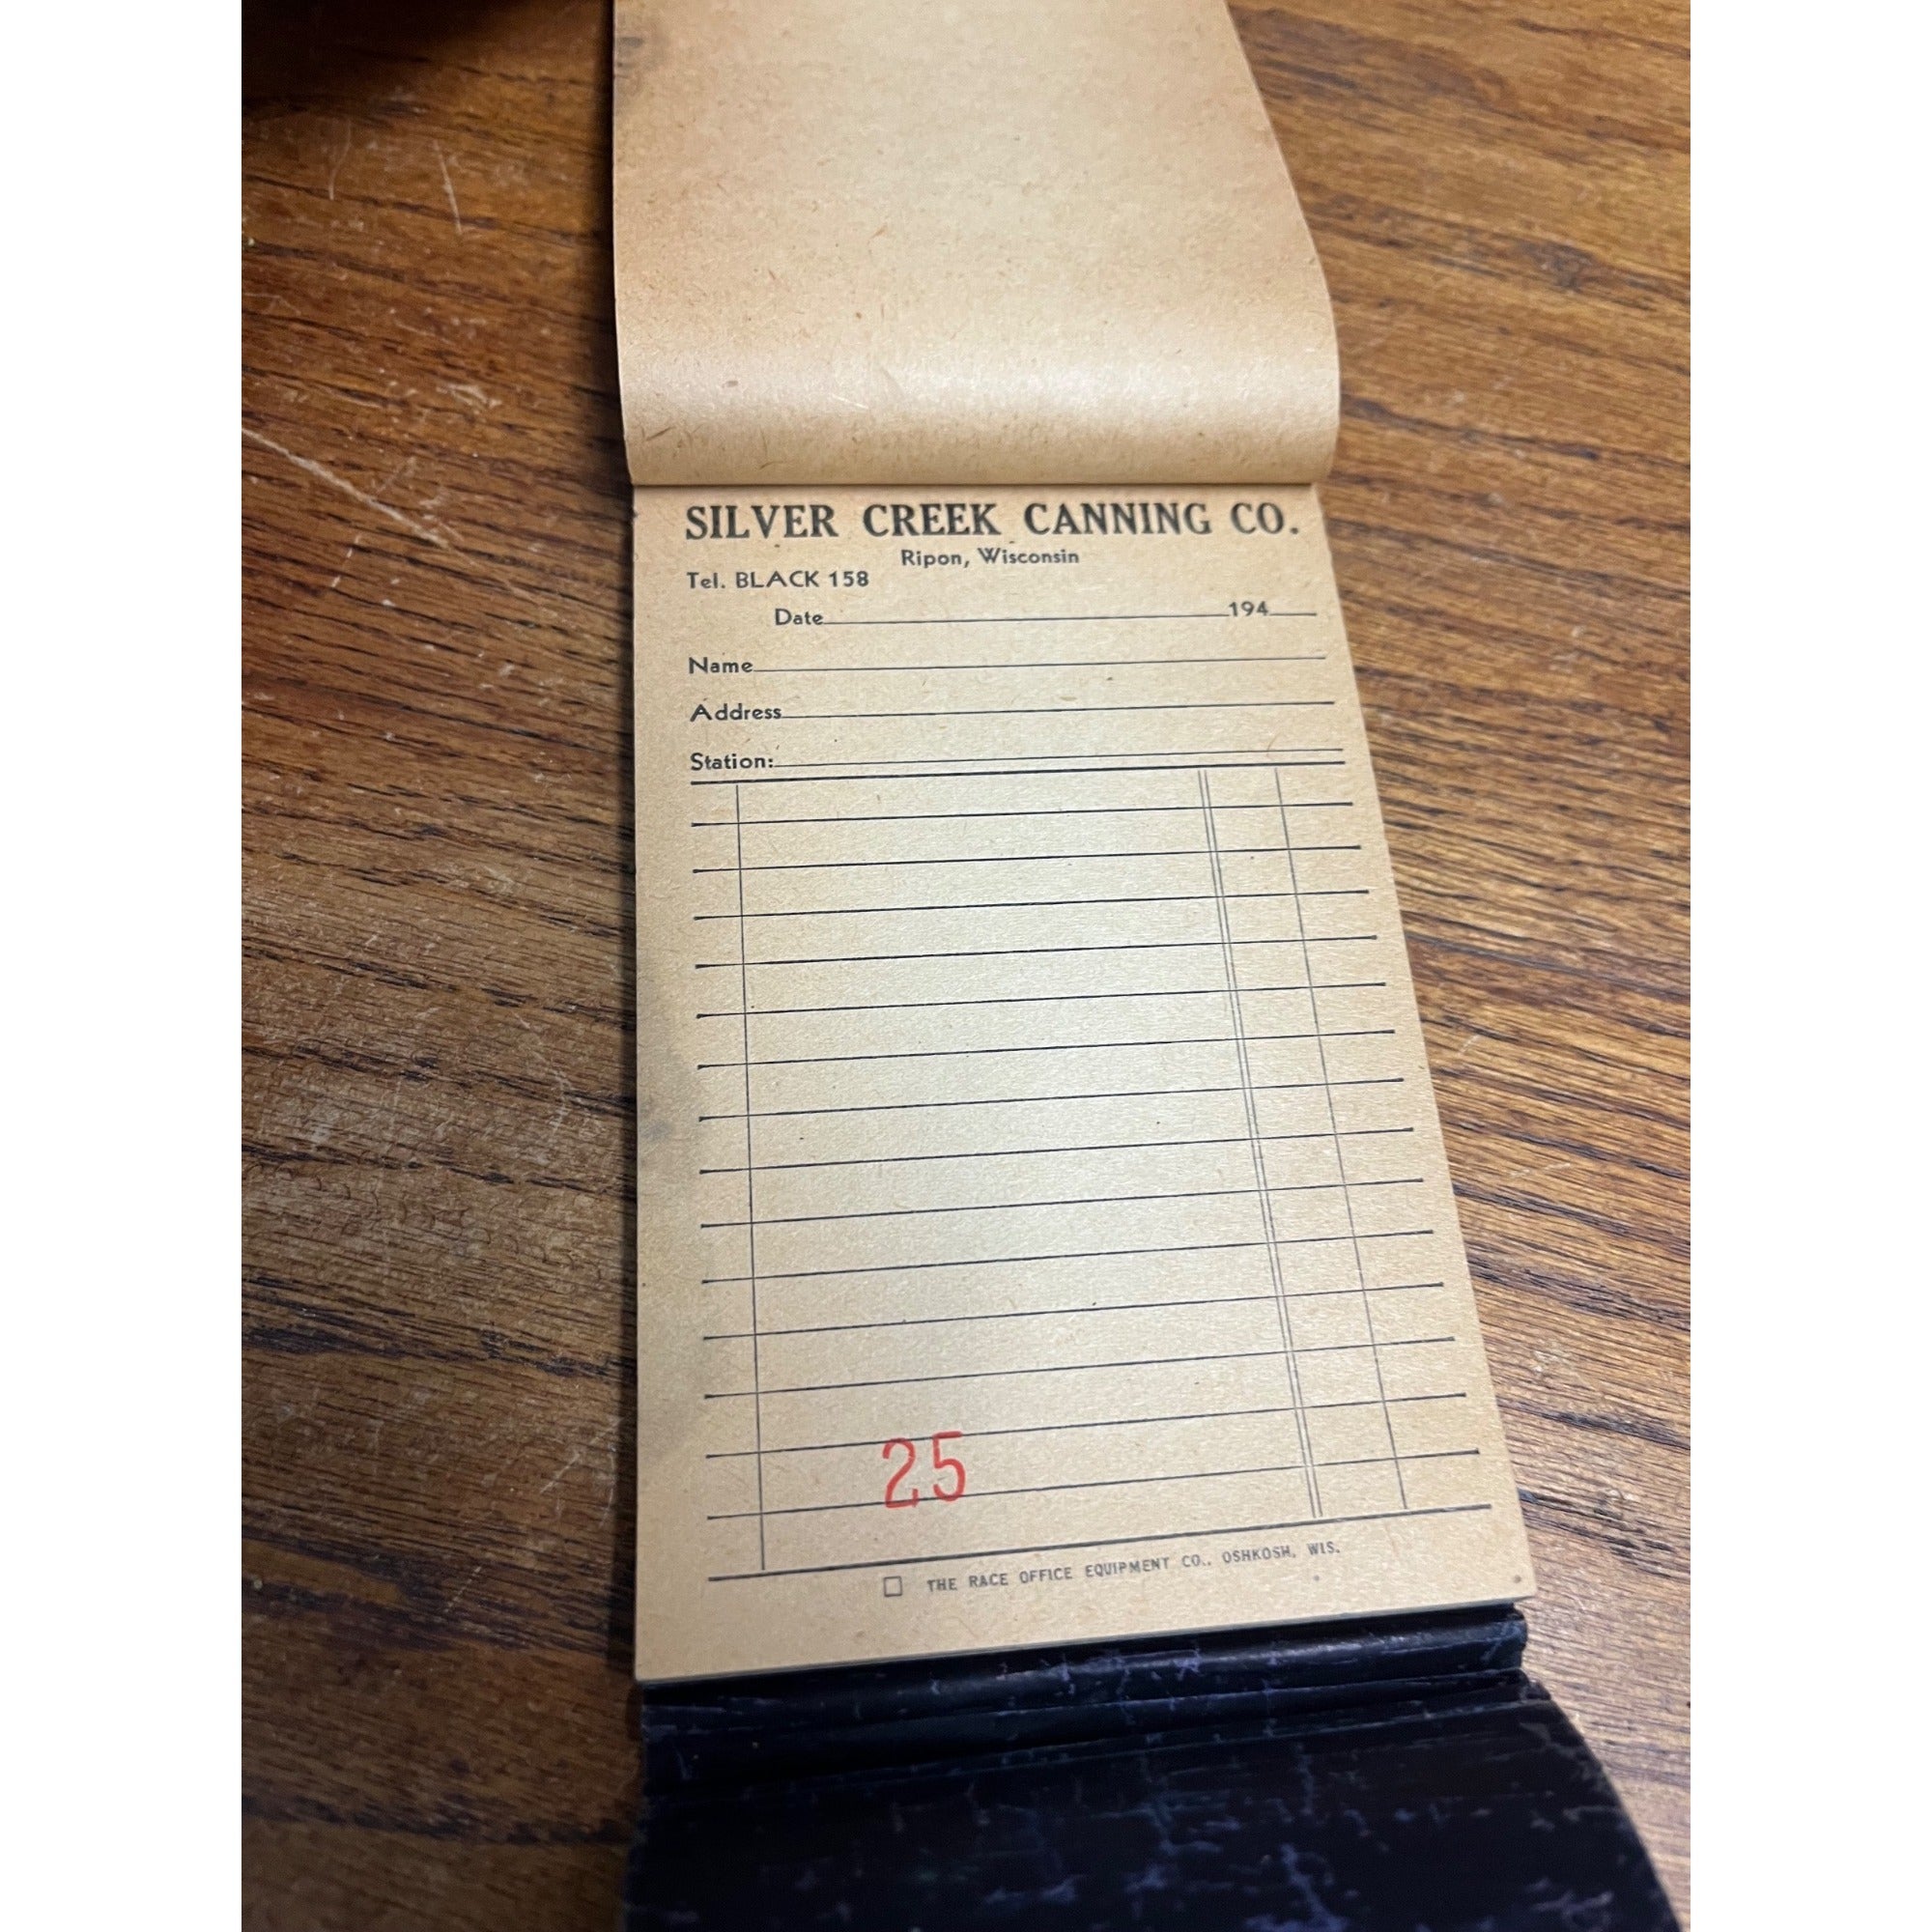 SILVER CREEK CANNING CO.
Ripon, Wisconsin
Tel. BLACK 158
Date 194
Name
Address
Station:
25
THE RACE OFFICE EQUIPMENT CO., OSHKOSH, WIS.